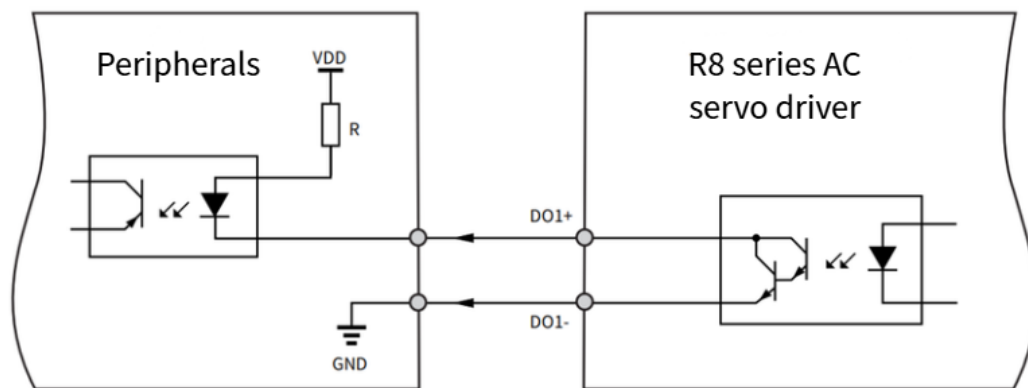 Peripherals
VDD
R
R8 series AC
servo driver
DO1+
DO1-
GND